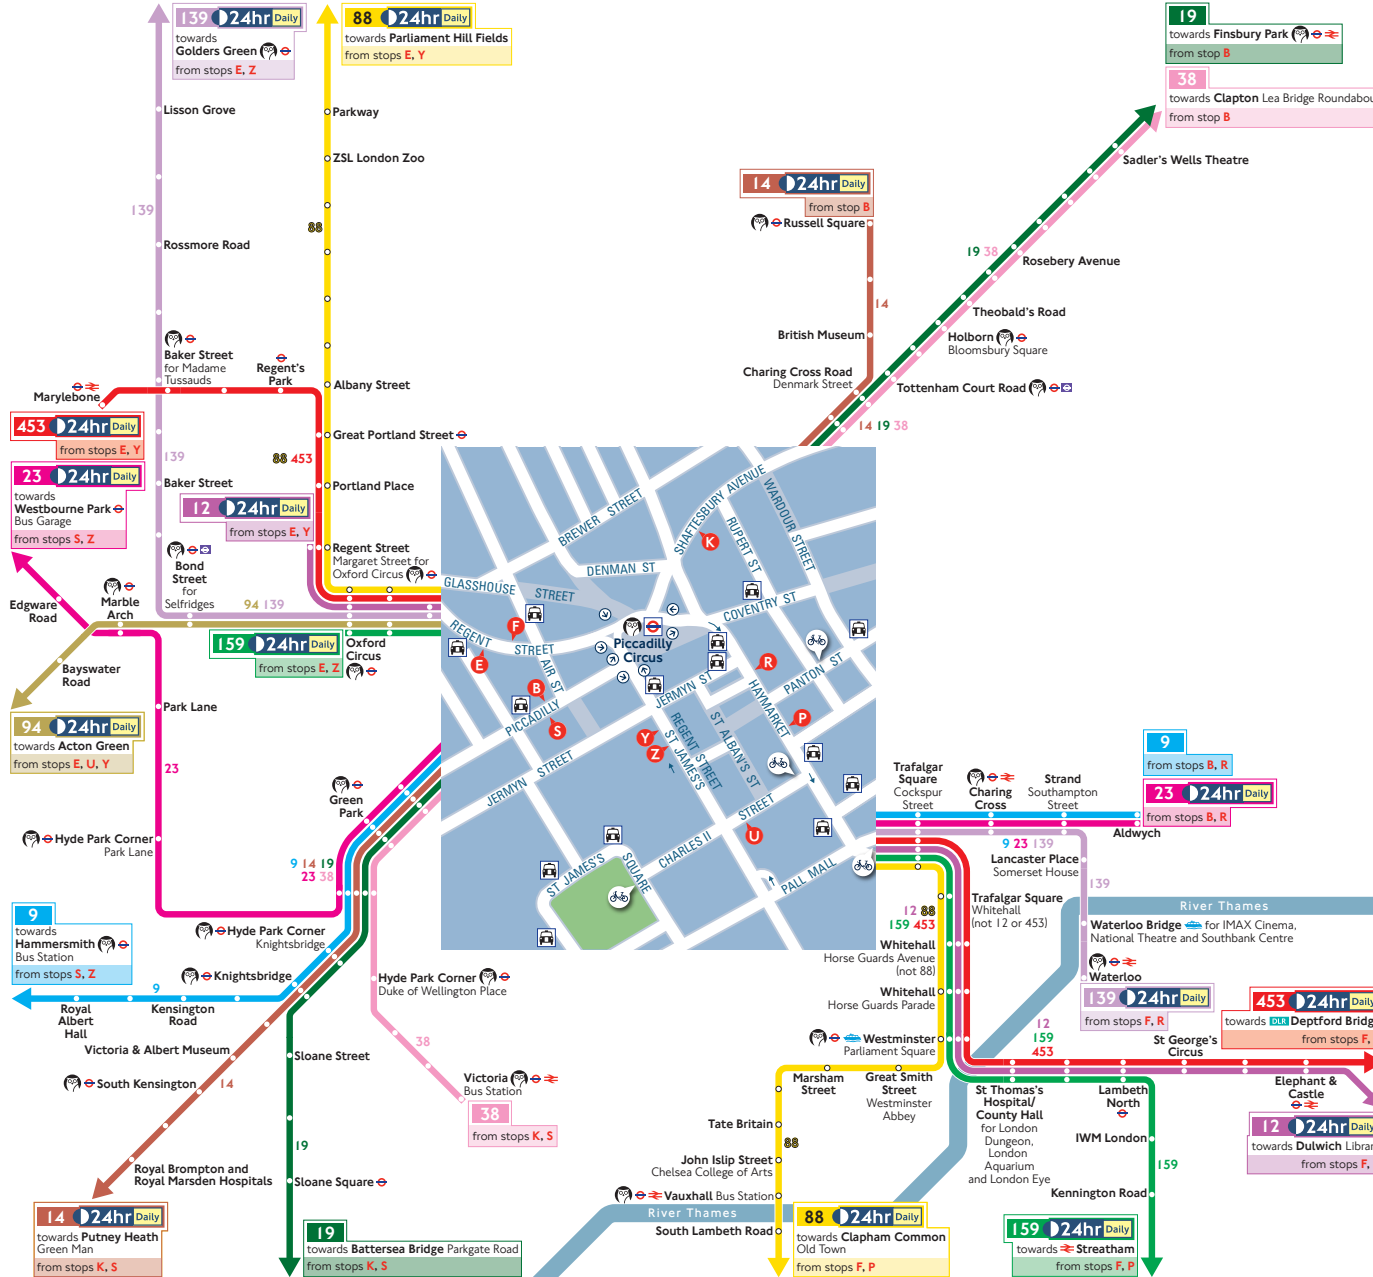 139 24hr Daily
towards
Golders Green
from stops E, Z
88 24hr Daily
towards Parliament Hill Fields
from stops E, Y
19
towards Finsbury Park
from stop B
38
towards Clapton Lea Bridge Roundabou
from stop B
Lisson Grove
Parkway
ZSL London Zoo
Sadler's Wells Theatre
14 24hr Daily
from stop B
Russell Square
139
88
Rossmore Road
19 38
Rosebery Avenue
14
Theobald's Road
British Museum
Holborn
Bloomsbury Square
Baker Street
for Madame
Tussauds
Regent's
Park
Charing Cross Road
Denmark Street
Tottenham Court Road
Albany Street
Marylebone
453 24hr Daily
from stops E, Y
14 19 38
Great Portland Street
139
88 453
23 24hr Daily
towards
Westbourne Park
Bus Garage
from stops S, Z
Baker Street
Portland Place
12 24hr Daily
from stops E, Y
Regent Street
Margaret Street for
Oxford Circus
Bond
Street
for
Selfridges
Marble
Arch
Edgware
Road
94 139
159 24hr Daily
from stops E, Z
Oxford
Circus
Bayswater
Road
Park Lane
94 24hr Daily
towards Acton Green
from stops E, U, Y
23
Green
Park
Hyde Park Corner
Park Lane
9 14 19
23 38
BREWER STREET
SHAFTESBURY AVENUE
WARDOUR STREET
RUPERT ST
K
DENMAN ST
GLASSHOUSE STREET
COVENTRY ST
REGENT STREET
F
E
Piccadilly
Circus
AIR ST
R
B
JERMYN ST
PANTON ST
HAYMARKET
PICCADILLY
S
P
Y
Z
REGENT STREET
ST JAMES'S
ST ALBAN'S ST
JERMYN STREET
U
CHARLES II STREET
ST JAMES'S
SQUARE
PALL MALL
Trafalgar
Square
Cockspur
Street
Charing
Cross
Strand
Southampton
Street
9
from stops B, R
23 24hr Daily
from stops B, R
Aldwych
9 23 139
Lancaster Place
Somerset House
139
Trafalgar Square
Whitehall
(not 12 or 453)
12 88
159 453
River Thames
Waterloo Bridge for IMAX Cinema,
National Theatre and Southbank Centre
Whitehall
Horse Guards Avenue
(not 88)
Waterloo
139 24hr Daily
from stops F, R
Whitehall
Horse Guards Parade
453 24hr Daily
towards DLR Deptford Bridg
from stops F,
12
159
453
Westminster
Parliament Square
St George's
Circus
9
towards
Hammersmith
Bus Station
from stops S, Z
Hyde Park Corner
Knightsbridge
Knightsbridge
9
Royal
Albert
Hall
Kensington
Road
Hyde Park Corner
Duke of Wellington Place
Victoria & Albert Museum
Sloane Street
38
South Kensington
14
Victoria
Bus Station
38
from stops K, S
19
Royal Brompton and
Royal Marsden Hospitals
Sloane Square
14 24hr Daily
towards Putney Heath
Green Man
from stops K, S
19
towards Battersea Bridge Parkgate Road
from stops K, S
Marsham
Street
Great Smith
Street
Westminster
Abbey
St Thomas's
Hospital/
County Hall
for London
Dungeon,
London
Aquarium
and London Eye
Lambeth
North
Elephant &
Castle
12 24hr Daily
towards Dulwich Librar
from stops F,
Tate Britain
88
John Islip Street
Chelsea College of Arts
IWM London
159
Vauxhall Bus Station
Kennington Road
River Thames
South Lambeth Road
88 24hr Daily
towards Clapham Common
Old Town
from stops F, P
159 24hr Daily
towards Streatham
from stops F, P